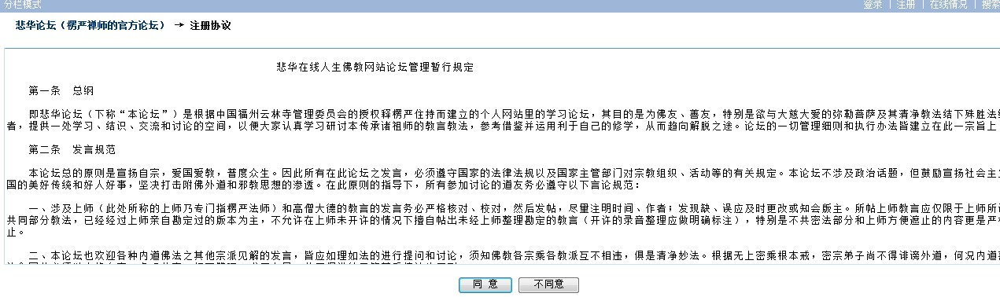 分栏模式 登录 | 注册 | 在线情况 | 搜索
悲华论坛（楞严禅师的官方论坛） → 注册协议
悲华在线人生佛教网站论坛管理暂行规定
第一条 总纲
即悲华论坛（下称“本论坛”）是根据中国福州云林寺管理委员会的授权释楞严住持而建立的个人网站里的学习论坛，其目的是为佛友、善友，特别是欲与大慈大爱的弥勒菩萨及其清净教法结下殊胜法
者，提供一处学习、结识、交流和讨论的空间，以便大家认真学习研讨本传承诸祖师的教言教法，参考借鉴并运用利于自己的修学，从而趋向解脱之途。论坛的一切管理细则和执行办法皆建立在此一宗旨上
第二条 发言规范
本论坛总的原则是宣扬自宗，爱国爱教，普度众生。因此所有在此论坛之发言，必须遵守国家的法律法规以及国家主管部门对宗教组织、活动等的有关规定。本论坛不涉及政治话题，但鼓励宣扬社会主
国的美好传统和好人好事，坚决打击附佛外道和邪教思想的渗透。在此原则的指导下，所有参加讨论的道友务必遵守以下言论规范：
一、涉及上师（此处所称的上师乃专门指楞严法师）和高僧大德的教言的发言务必严格核对、校对，然后发帖，尽量注明时间、作者；发现缺、误应及时更改或知会版主。所帖上师教言应仅限于上师所
共同部分教法，已经经过上师亲自勘定过的版本为主，不允许在上师未开许的情况下擅自帖出未经上师整理勘定的教言（开许的录音整理应做明确标注），特别是不共密法部分和上师方便遮止的内容更是严
止。
二、本论坛也欢迎各种内道佛法之其他宗派见解的发言，皆应如理如法的进行提问和讨论，须知佛教各宗乘各教派互不相违，俱是清净妙法。根据无上密乘根本戒，密宗弟子尚不得诽谤外道，何况内道
同 意 不同意